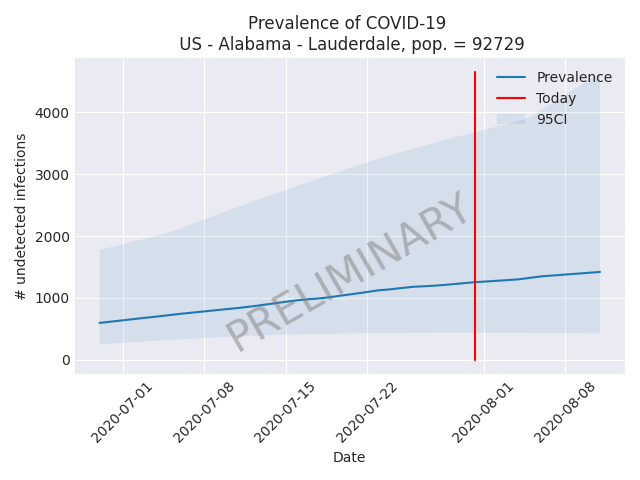 Prevalence of COVID-19
US - Alabama - Lauderdale, pop. = 92729
Prevalence
Today
95CI
4000
3000
2000
1000
0
# undetected infections
PRELIMINARY
2020-07-01
2020-07-08
2020-07-15
2020-07-22
2020-08-01
2020-08-08
Date